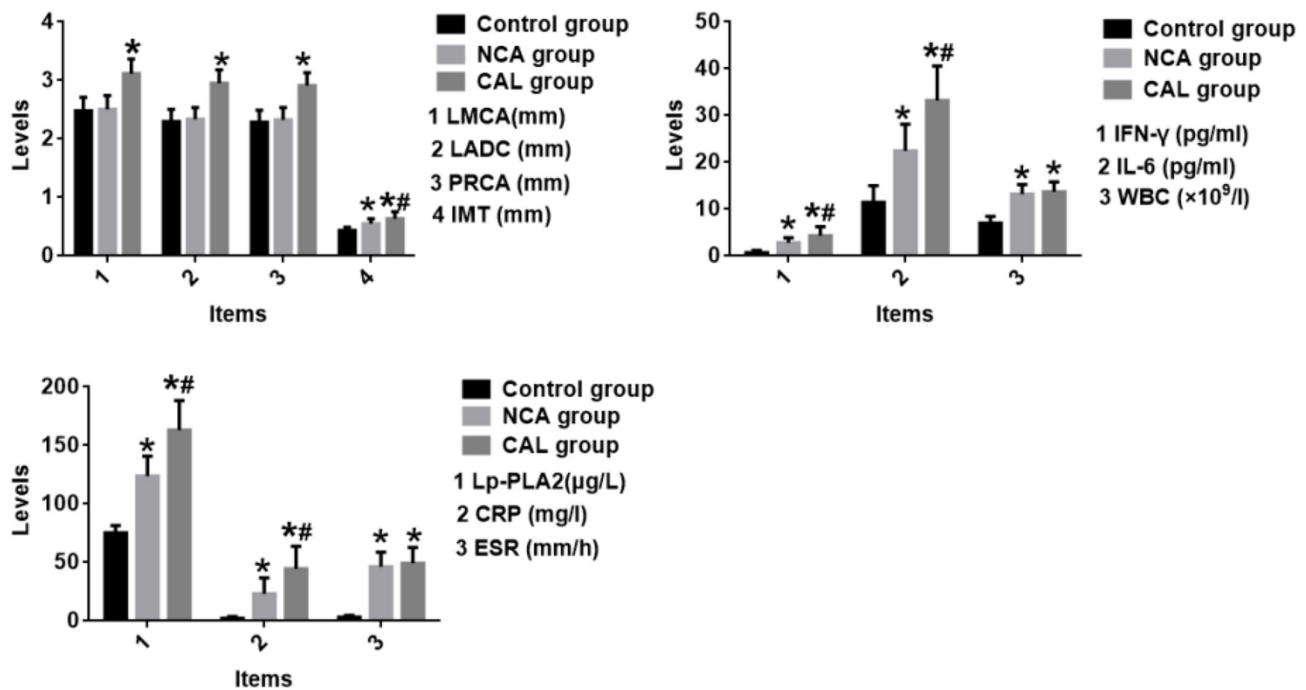 4
3
2
1
0
Levels
*
*
*
*
*#
1
2
3
4
Items
Control group
NCA group
CAL group
1 LMCA(mm)
2 LADC (mm)
3 PRCA (mm)
4 IMT (mm)
50
40
30
20
10
0
Levels
*
*#
*
*#
*
*
1
2
3
Items
Control group
NCA group
CAL group
1 IFN-γ (pg/ml)
2 IL-6 (pg/ml)
3 WBC (×10⁹/l)
200
150
100
50
0
Levels
*
*#
*
*#
*
*
1
2
3
Items
Control group
NCA group
CAL group
1 Lp-PLA2(μg/L)
2 CRP (mg/l)
3 ESR (mm/h)